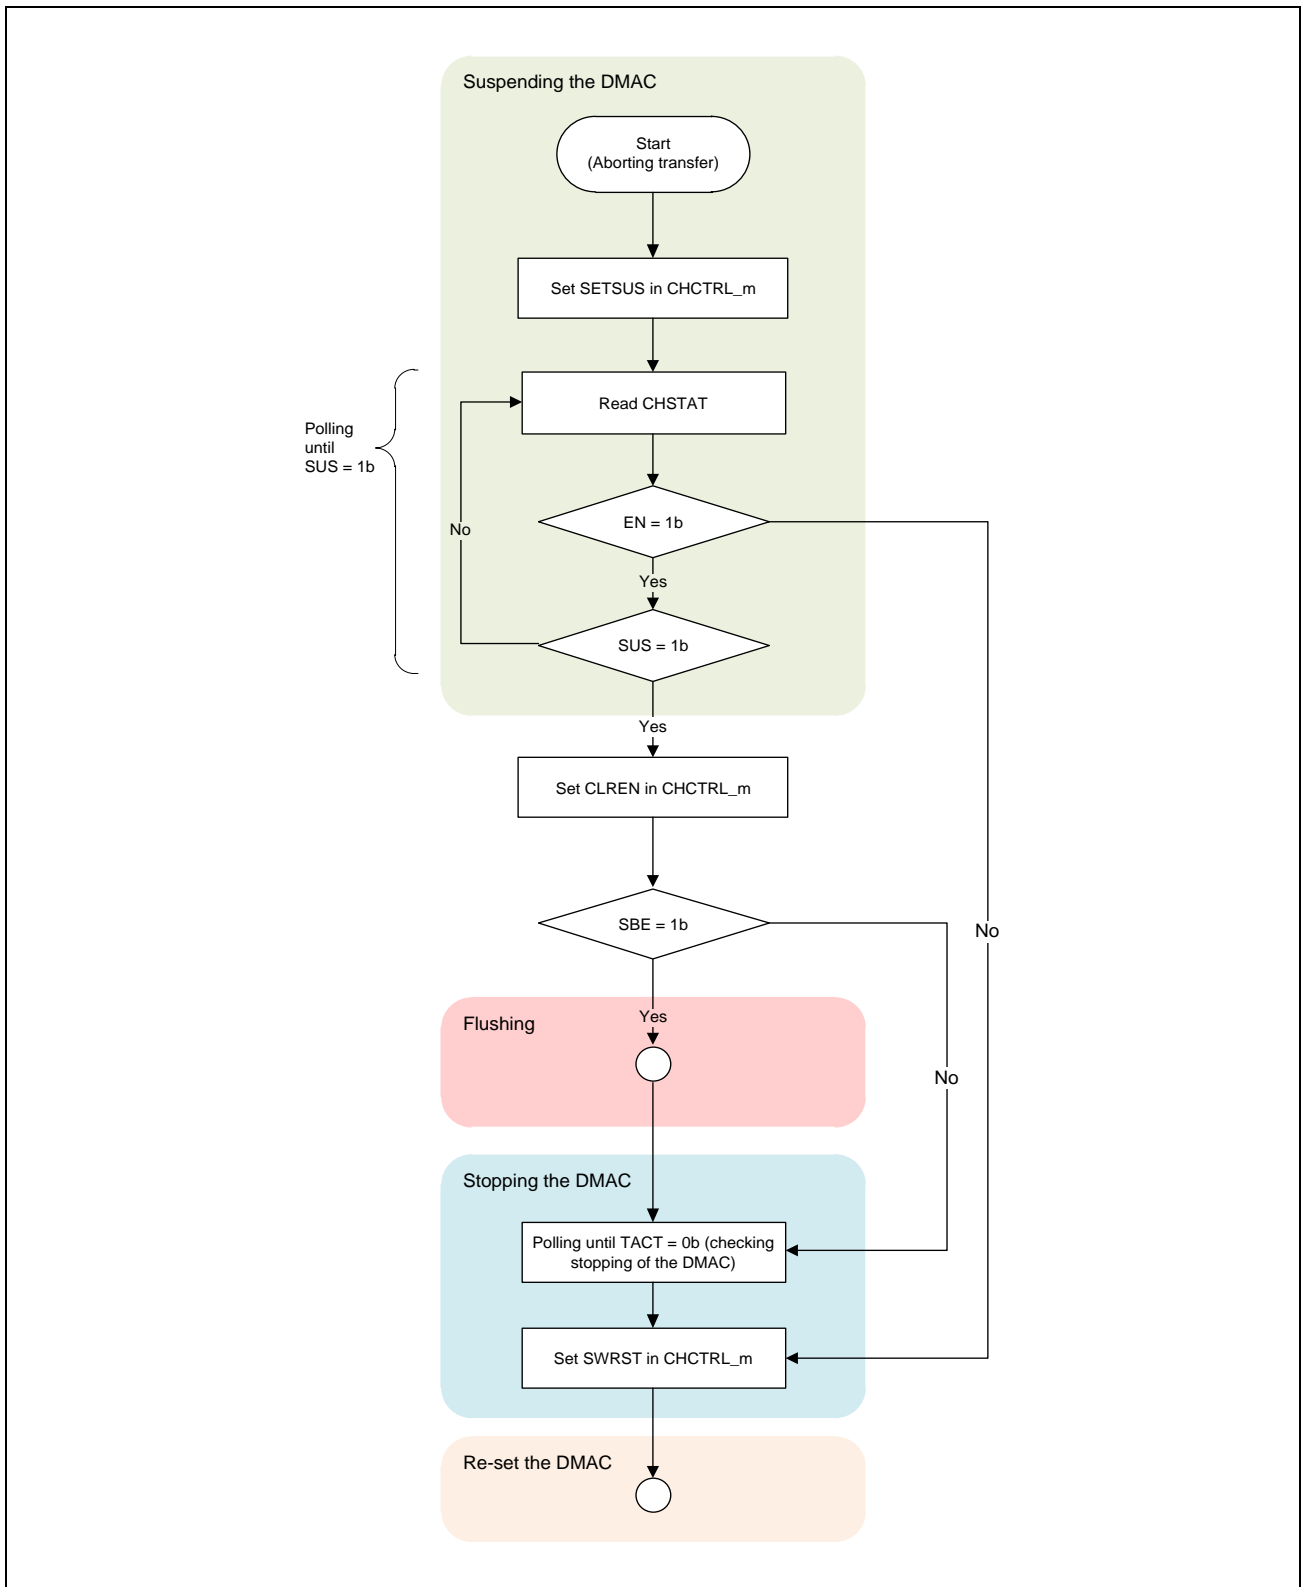 Suspending the DMAC
Start
(Aborting transfer)
Set SETSUS in CHCTRL_m
Read CHSTAT
Polling
until
SUS = 1b
EN = 1b
No
Yes
SUS = 1b
Yes
Set CLREN in CHCTRL_m
SBE = 1b
No
Yes
Flushing
No
Stopping the DMAC
Polling until TACT = 0b (checking
stopping of the DMAC)
Set SWRST in CHCTRL_m
Re-set the DMAC